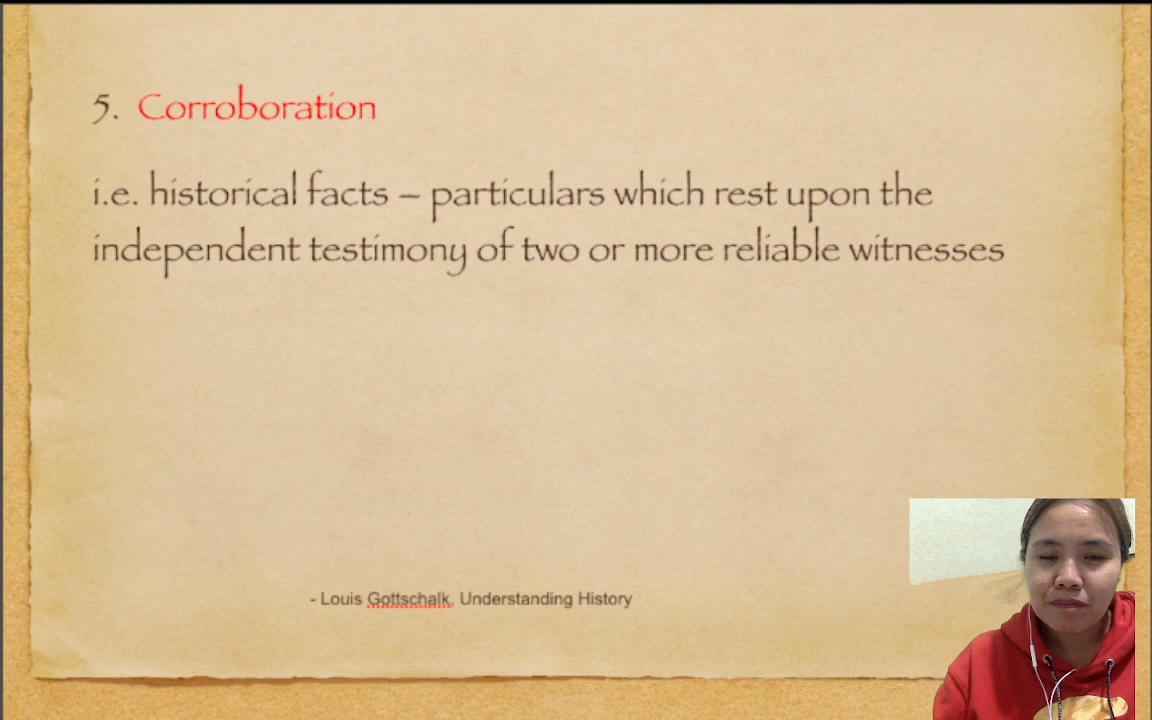 5. Corroboration
i.e. historical facts – particulars which rest upon the
independent testimony of two or more reliable witnesses
- Louis Gottschalk, Understanding History